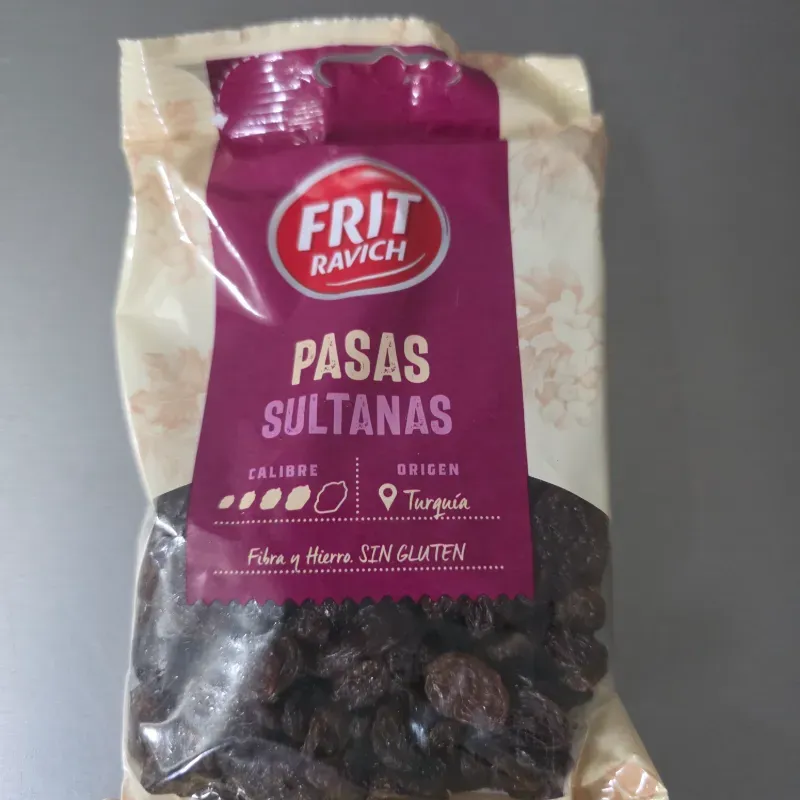 FRIT
RAVICH
PASAS
SULTANAS
CALIBRE
ORIGEN
Turquía
Fibra y Hierro. SIN GLUTEN